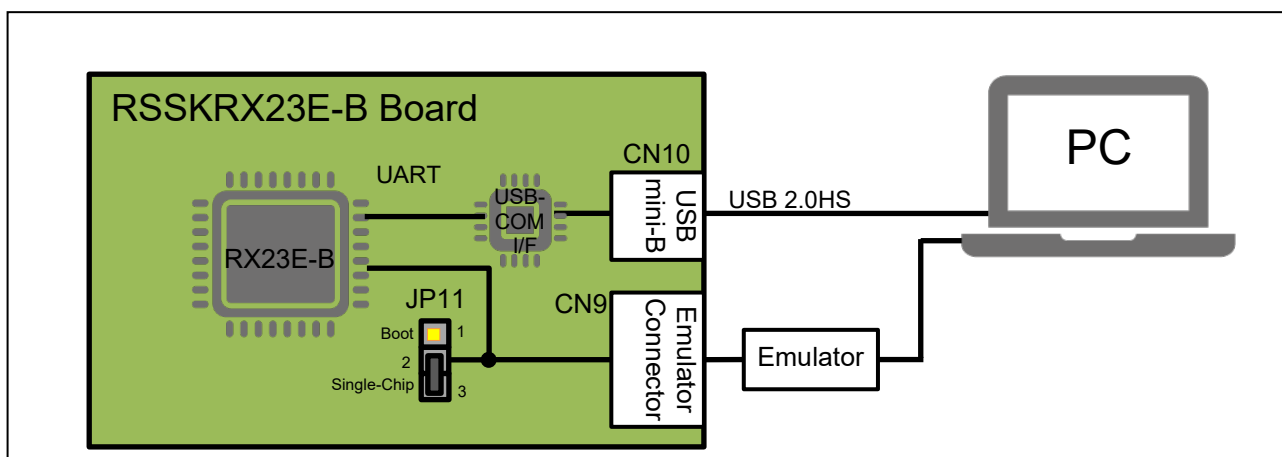 RSSKRX23E-B Board
PC
CN10
UART
USB-
COM
I/F
USB
mini-B
USB 2.0HS
RX23E-B
JP11
CN9
Boot
1
2
Single-Chip
3
Emulator
Connector
Emulator